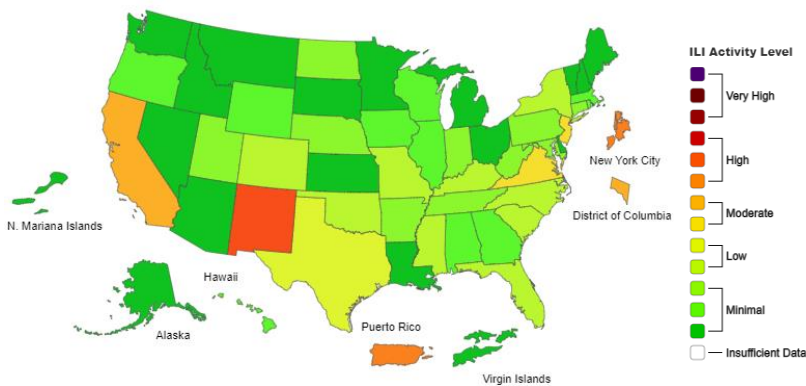 ILI Activity Level
Very High
High
Moderate
Low
Minimal
Insufficient Data
New York City
District of Columbia
N. Mariana Islands
Hawaii
Alaska
Puerto Rico
Virgin Islands